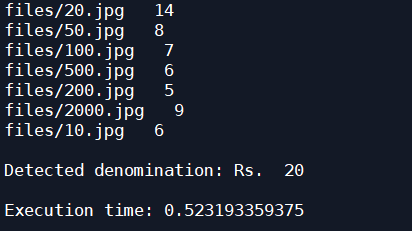 files/20.jpg   14
files/50.jpg   8
files/100.jpg   7
files/500.jpg   6
files/200.jpg   5
files/2000.jpg   9
files/10.jpg   6
Detected denomination: Rs.  20
Execution time: 0.523193359375